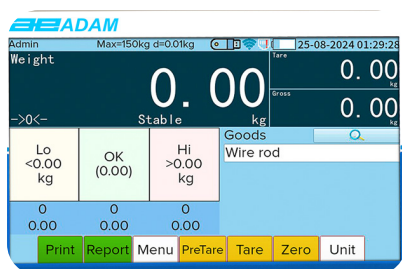 AE ADAM
Admin Max=150kg d=0.01kg 25-08-2024 01:29:28
Weight 0.00 kg
Tare 0.00 kg
Gross 0.00 kg
->0<- Stable
Goods
Wire rod
Lo <0.00 kg
OK (0.00)
Hi >0.00 kg
0 0 0
0.00 0.00 0.00
Print Report Menu PreTare Tare Zero Unit